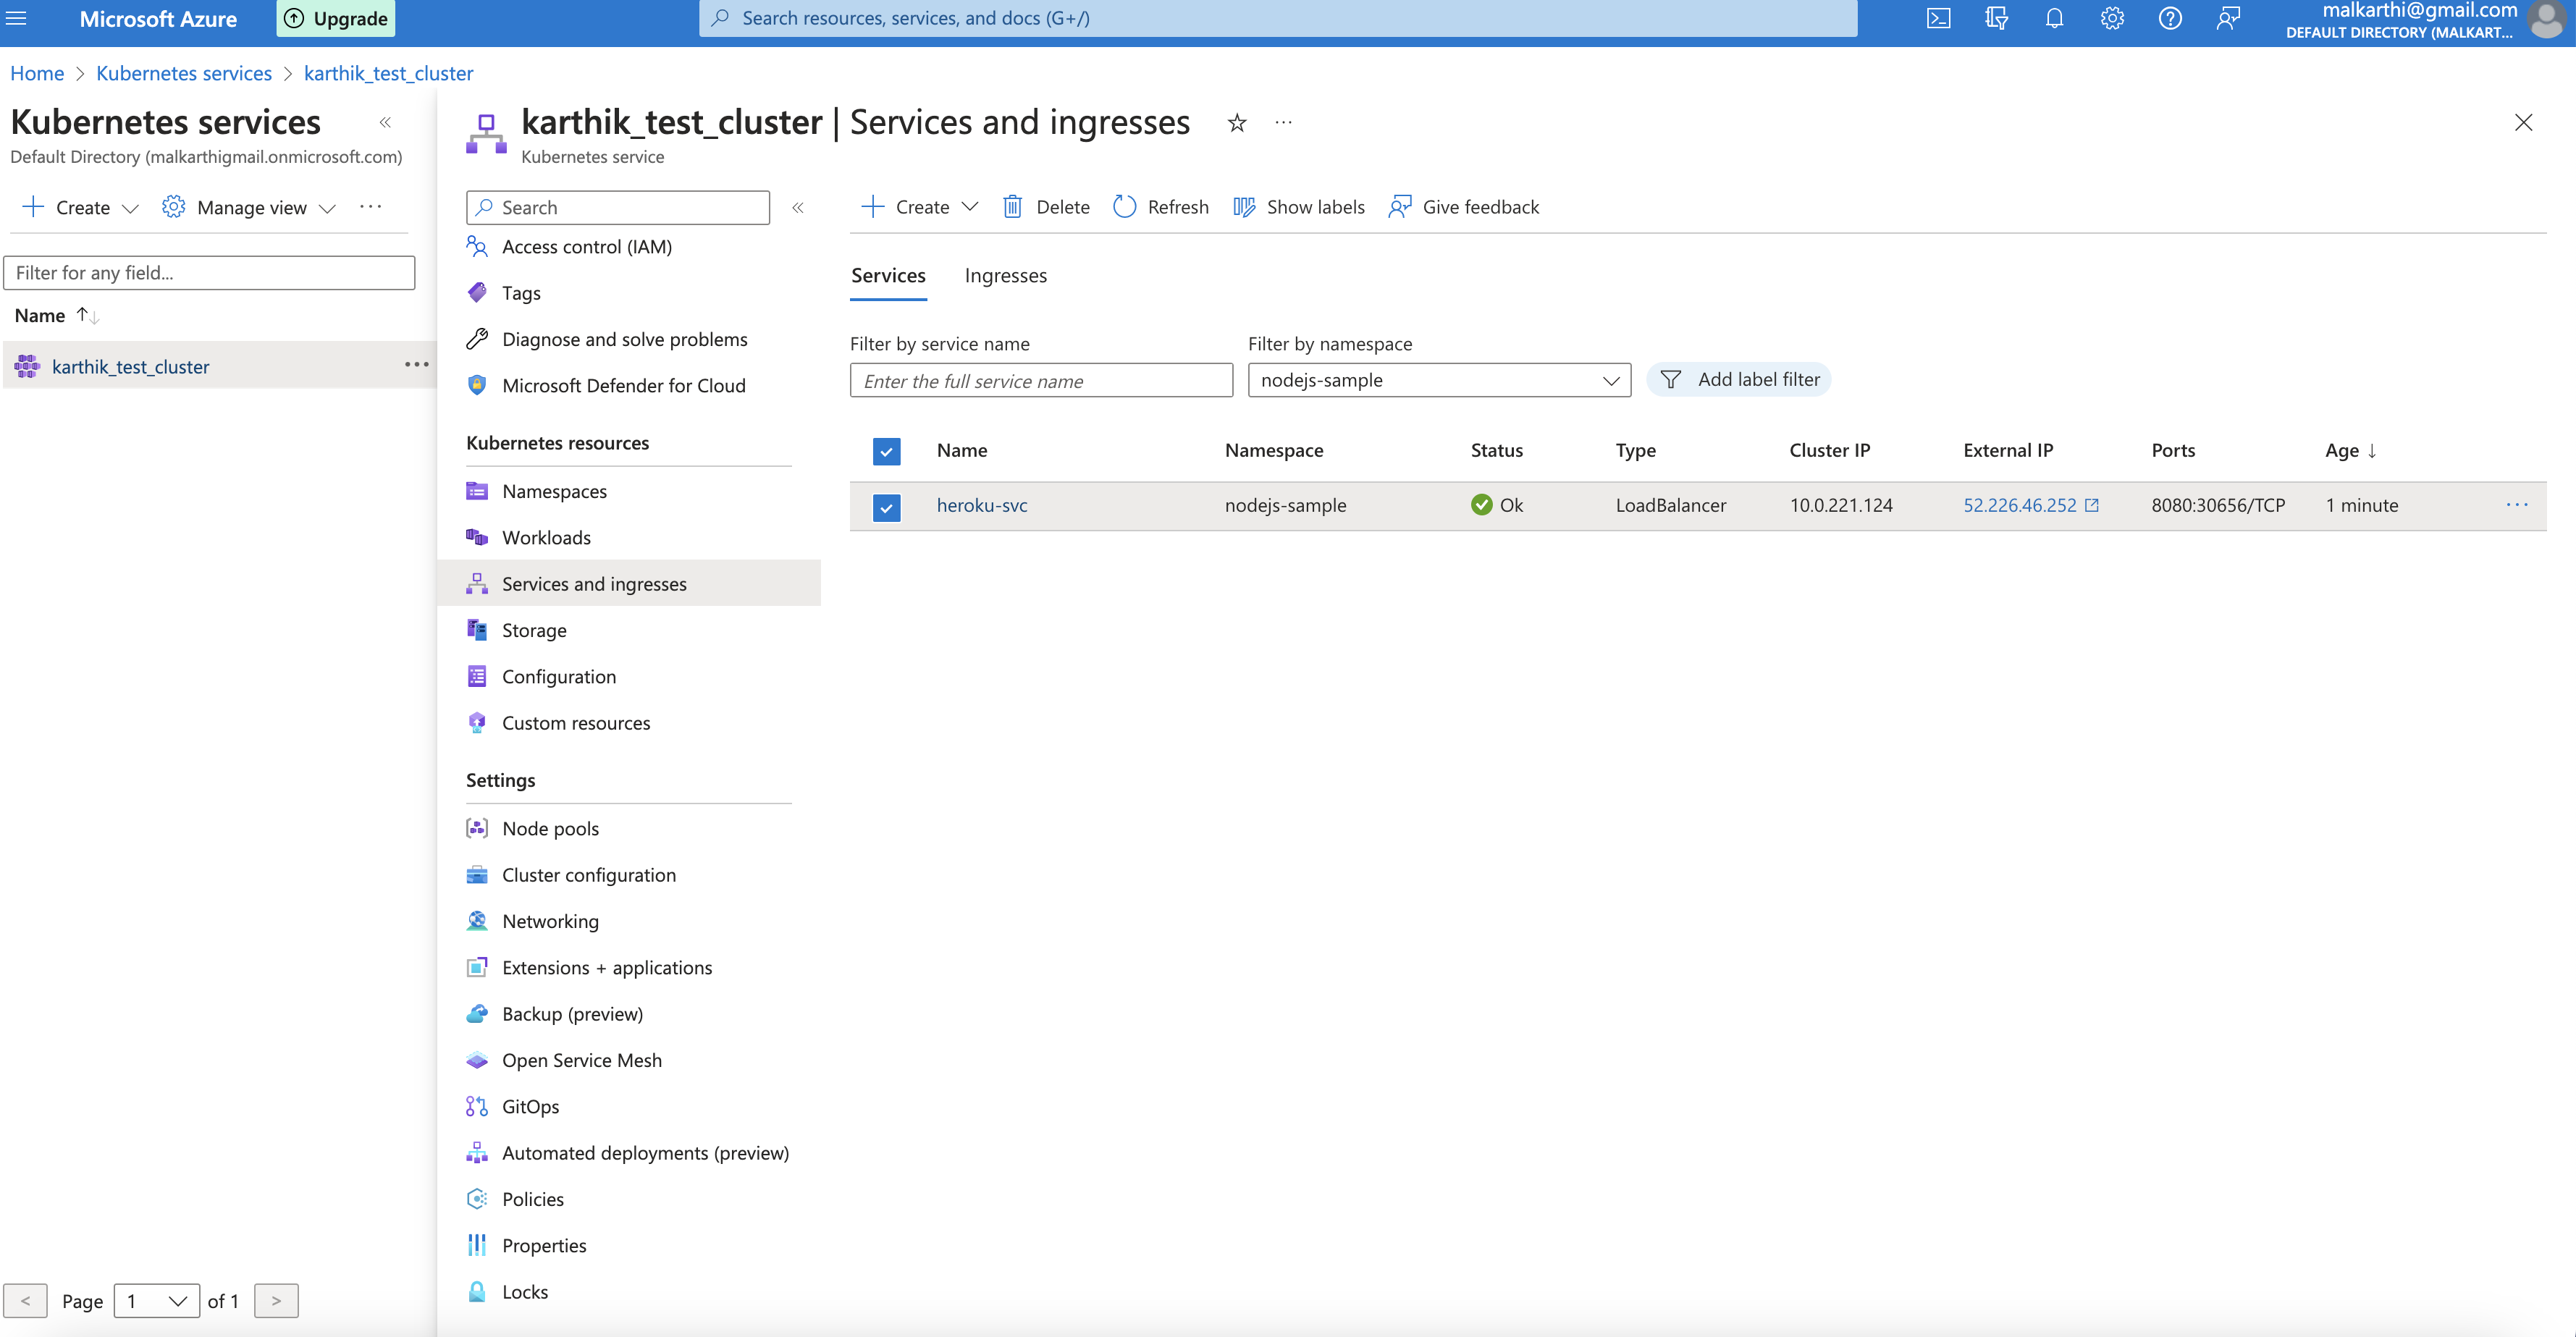 Microsoft Azure
Upgrade
Search resources, services, and docs (G+/)
malkarthi@gmail.com
DEFAULT DIRECTORY (MALKART...
Home > Kubernetes services > karthik_test_cluster
Kubernetes services
Default Directory (malkarthigmail.onmicrosoft.com)
Create
Manage view
Filter for any field...
Name
karthik_test_cluster
Page 1 of 1
karthik_test_cluster | Services and ingresses
Kubernetes service
Search
Access control (IAM)
Tags
Diagnose and solve problems
Microsoft Defender for Cloud
Kubernetes resources
Namespaces
Workloads
Services and ingresses
Storage
Configuration
Custom resources
Settings
Node pools
Cluster configuration
Networking
Extensions + applications
Backup (preview)
Open Service Mesh
GitOps
Automated deployments (preview)
Policies
Properties
Locks
Create Delete Refresh Show labels Give feedback
Services Ingresses
Filter by service name Filter by namespace
Enter the full service name nodejs-sample Add label filter
Name Namespace Status Type Cluster IP External IP Ports Age ↓
heroku-svc nodejs-sample Ok LoadBalancer 10.0.221.124 52.226.46.252 8080:30656/TCP 1 minute